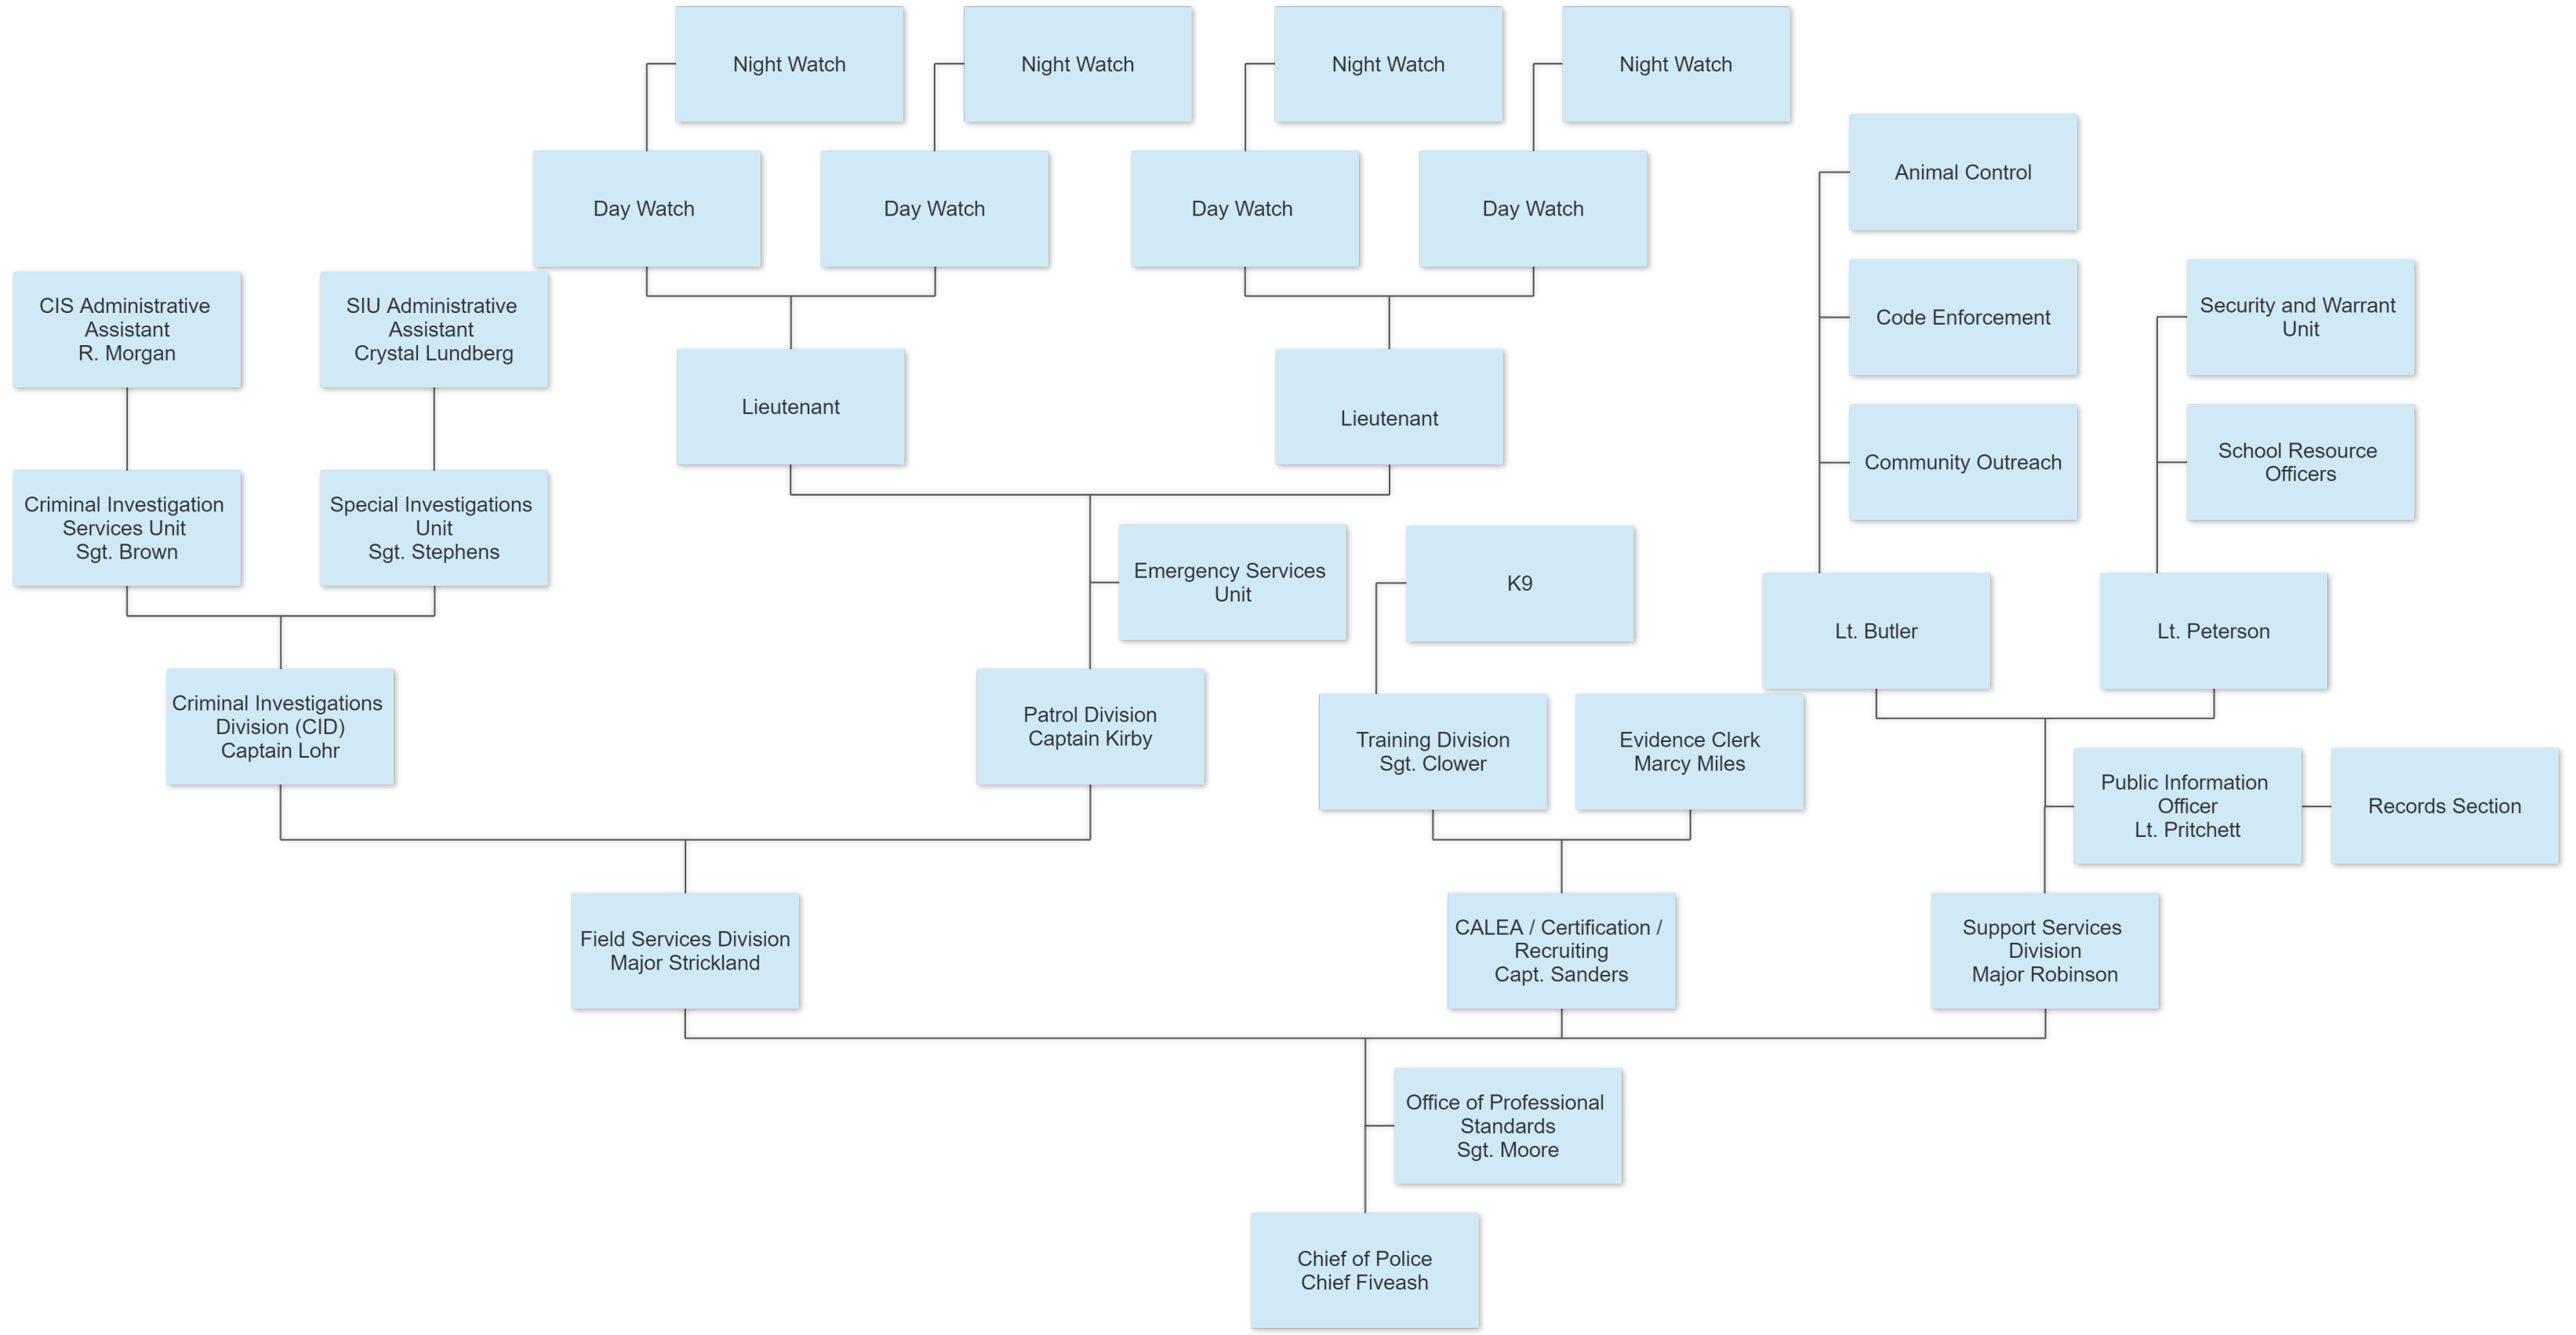 Night Watch
Night Watch
Night Watch
Night Watch
Day Watch
Day Watch
Day Watch
Day Watch
Animal Control
Code Enforcement
Community Outreach
Security and Warrant
Unit
School Resource
Officers
CIS Administrative
Assistant
R. Morgan
SIU Administrative
Assistant
Crystal Lundberg
Lieutenant
Lieutenant
Criminal Investigation
Services Unit
Sgt. Brown
Special Investigations
Unit
Sgt. Stephens
Emergency Services
Unit
K9
Lt. Butler
Lt. Peterson
Criminal Investigations
Division (CID)
Captain Lohr
Patrol Division
Captain Kirby
Training Division
Sgt. Clower
Evidence Clerk
Marcy Miles
Public Information
Officer
Lt. Pritchett
Records Section
Field Services Division
Major Strickland
CALEA / Certification /
Recruiting
Capt. Sanders
Support Services
Division
Major Robinson
Office of Professional
Standards
Sgt. Moore
Chief of Police
Chief Fiveash